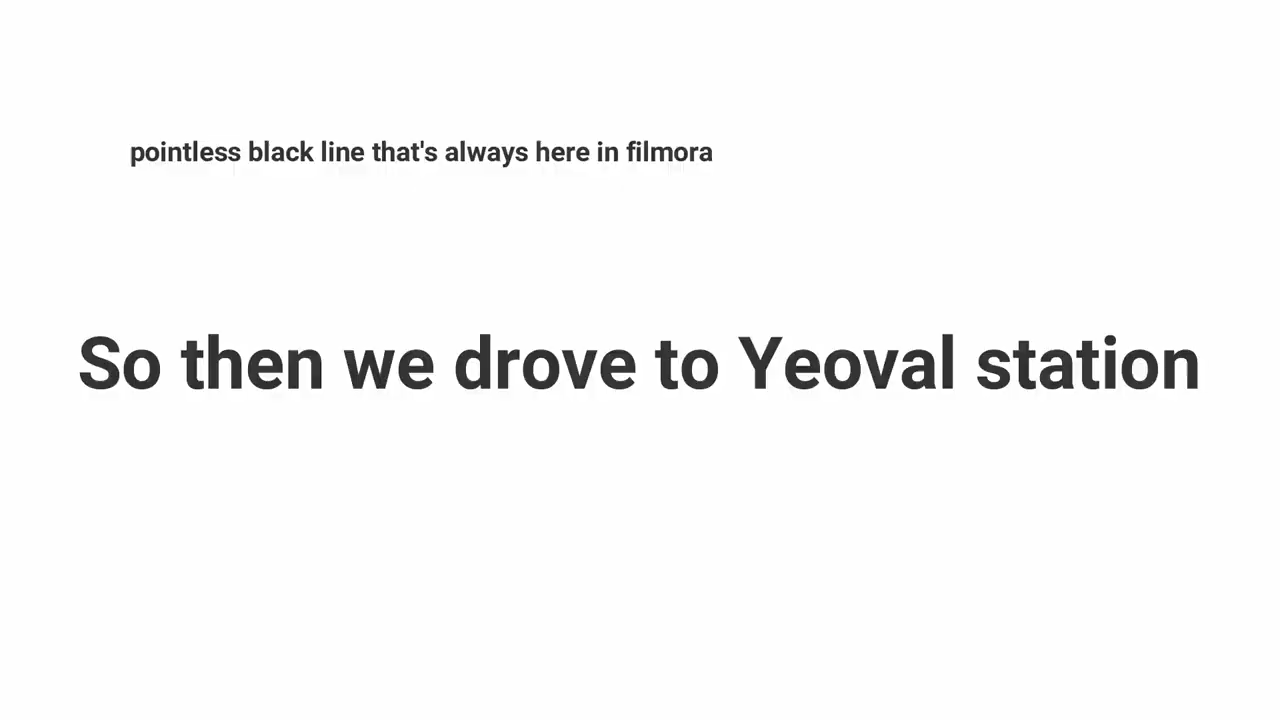 pointless black line that's always here in filmora
So then we drove to Yeoval station